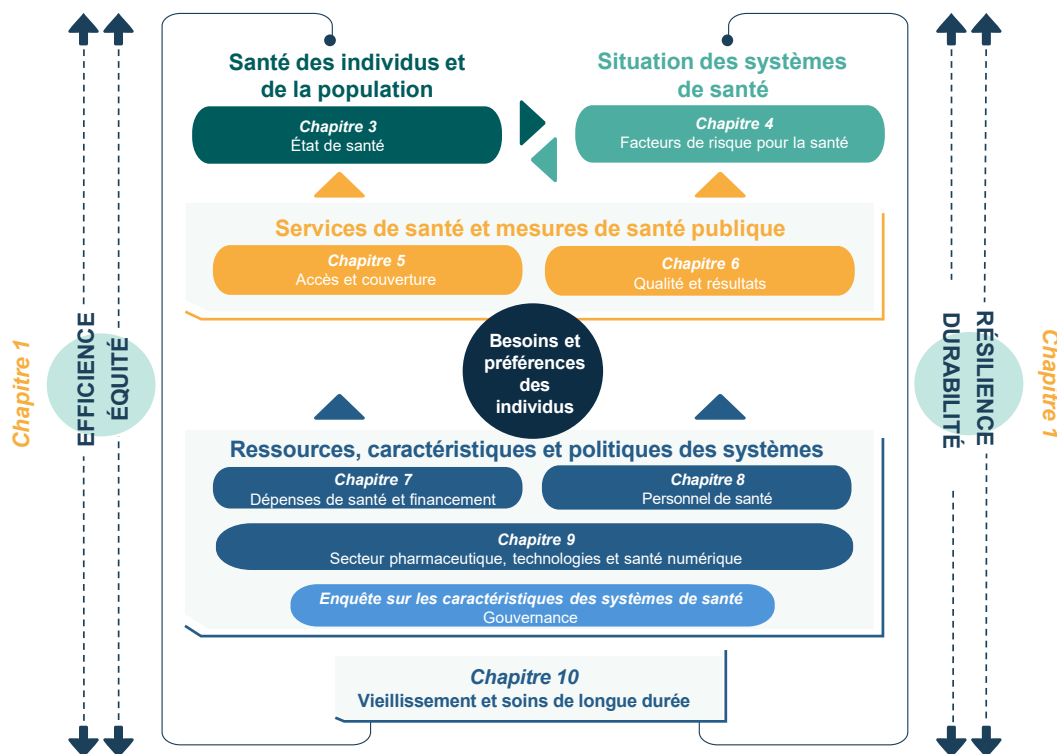 Santé des individus et
de la population
Chapitre 3
État de santé
Situation des systèmes
de santé
Chapitre 4
Facteurs de risque pour la santé
Services de santé et mesures de santé publique
Chapitre 5
Accès et couverture
Chapitre 6
Qualité et résultats
Besoins et
préférences
des
individus
Chapitre 1
EFFICIENCE
ÉQUITÉ
DURABILITÉ
RÉSILIENCE
Chapitre 1
Ressources, caractéristiques et politiques des systèmes
Chapitre 7
Dépenses de santé et financement
Chapitre 8
Personnel de santé
Chapitre 9
Secteur pharmaceutique, technologies et santé numérique
Enquête sur les caractéristiques des systèmes de santé
Gouvernance
Chapitre 10
Vieillissement et soins de longue durée